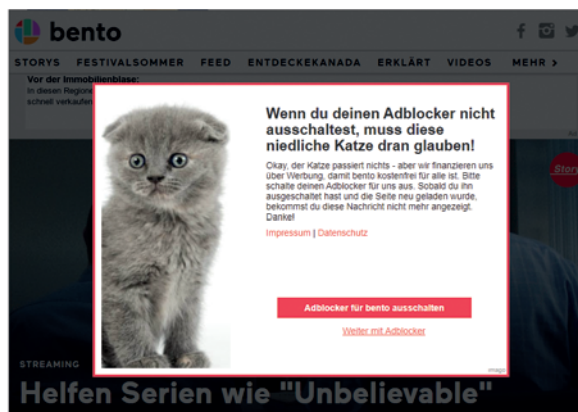 bento
STORYS FESTIVALSOMMER FEED ENTDECKEKANADA ERKLÄRT VIDEOS MEHR >
Vor der Immobilienblase:
In diesen Regione
schnell verkaufen
Wenn du deinen Adblocker nicht
ausschaltest, muss diese
niedliche Katze dran glauben!
Okay, der Katze passiert nichts - aber wir finanzieren uns
über Werbung, damit bento kostenfrei für alle ist. Bitte
schalte deinen Adblocker für uns aus. Sobald du ihn
ausgeschaltet hast und die Seite neu geladen wurde,
bekommst du diese Nachricht nicht mehr angezeigt.
Danke!
Impressum | Datenschutz
Story
Adblocker für bento ausschalten
Weiter mit Adblocker
imago
STREAMING
Helfen Serien wie "Unbelievable"